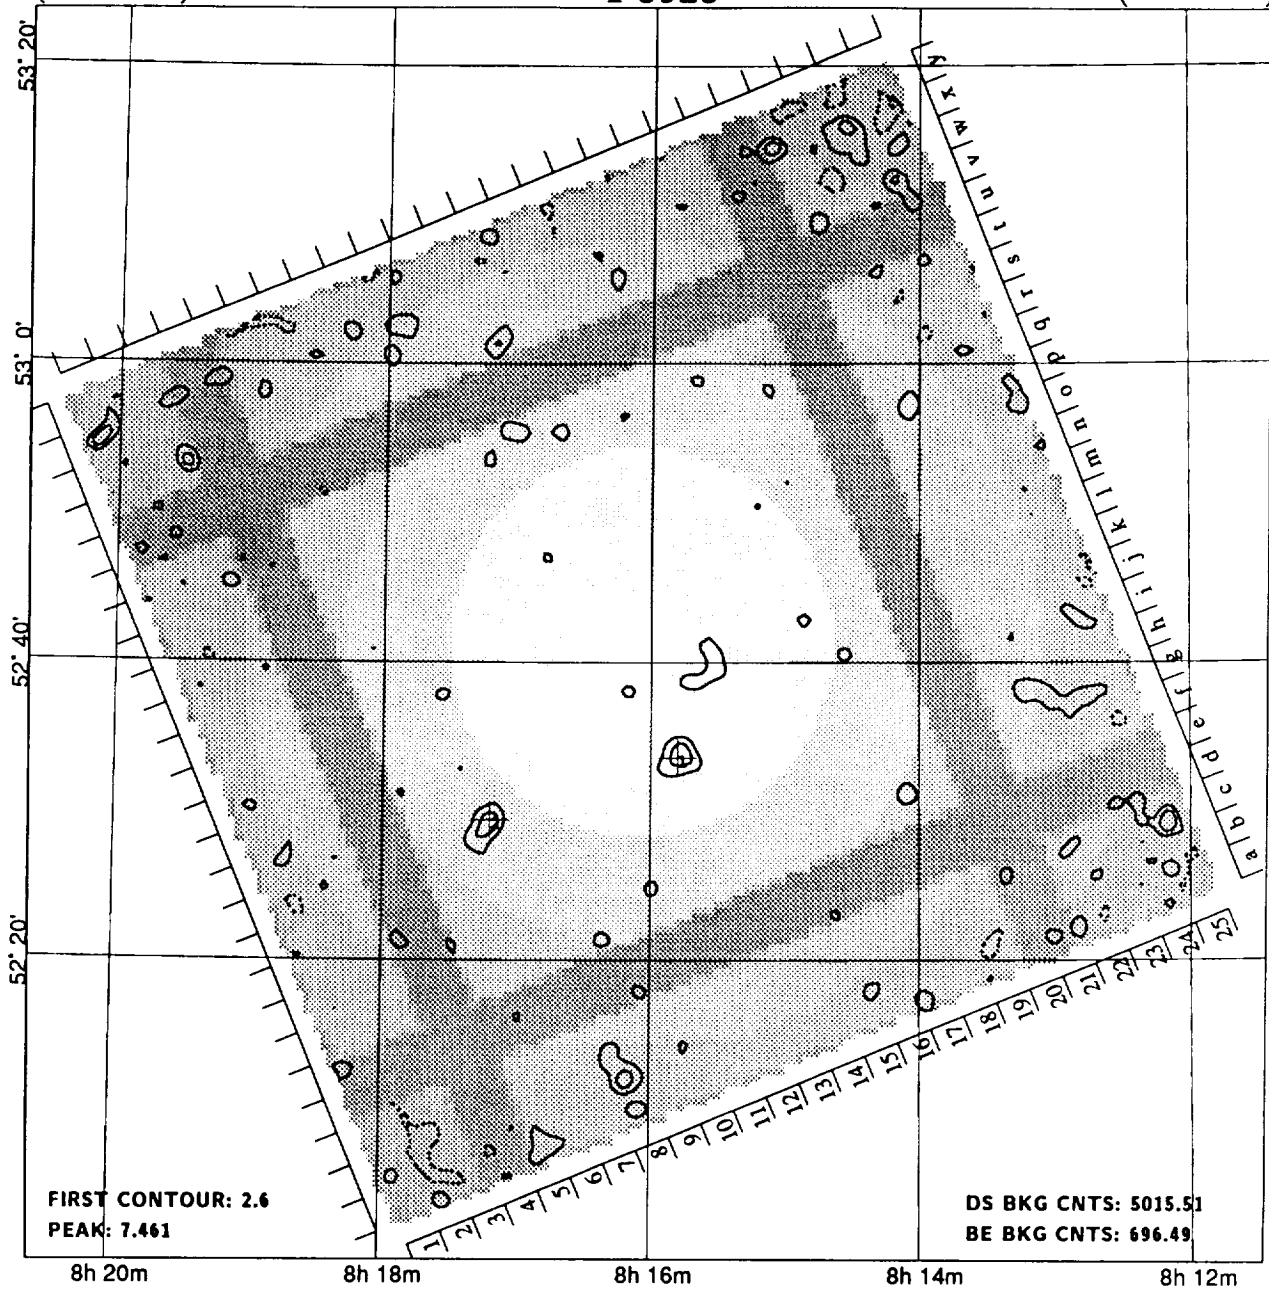 53° 20'
53° 0'
52° 40'
52° 20'
y
x
w
v
u
t
s
r
q
p
o
n
m
l
k
j
i
h
g
f
e
d
c
b
a
25
24
23
22
21
20
19
18
17
16
15
14
13
12
11
10
9
8
7
6
5
4
3
2
1
FIRST CONTOUR: 2.6
PEAK: 7.461
DS BKG CNTS: 5015.51
BE BKG CNTS: 696.49
8h 20m
8h 18m
8h 16m
8h 14m
8h 12m